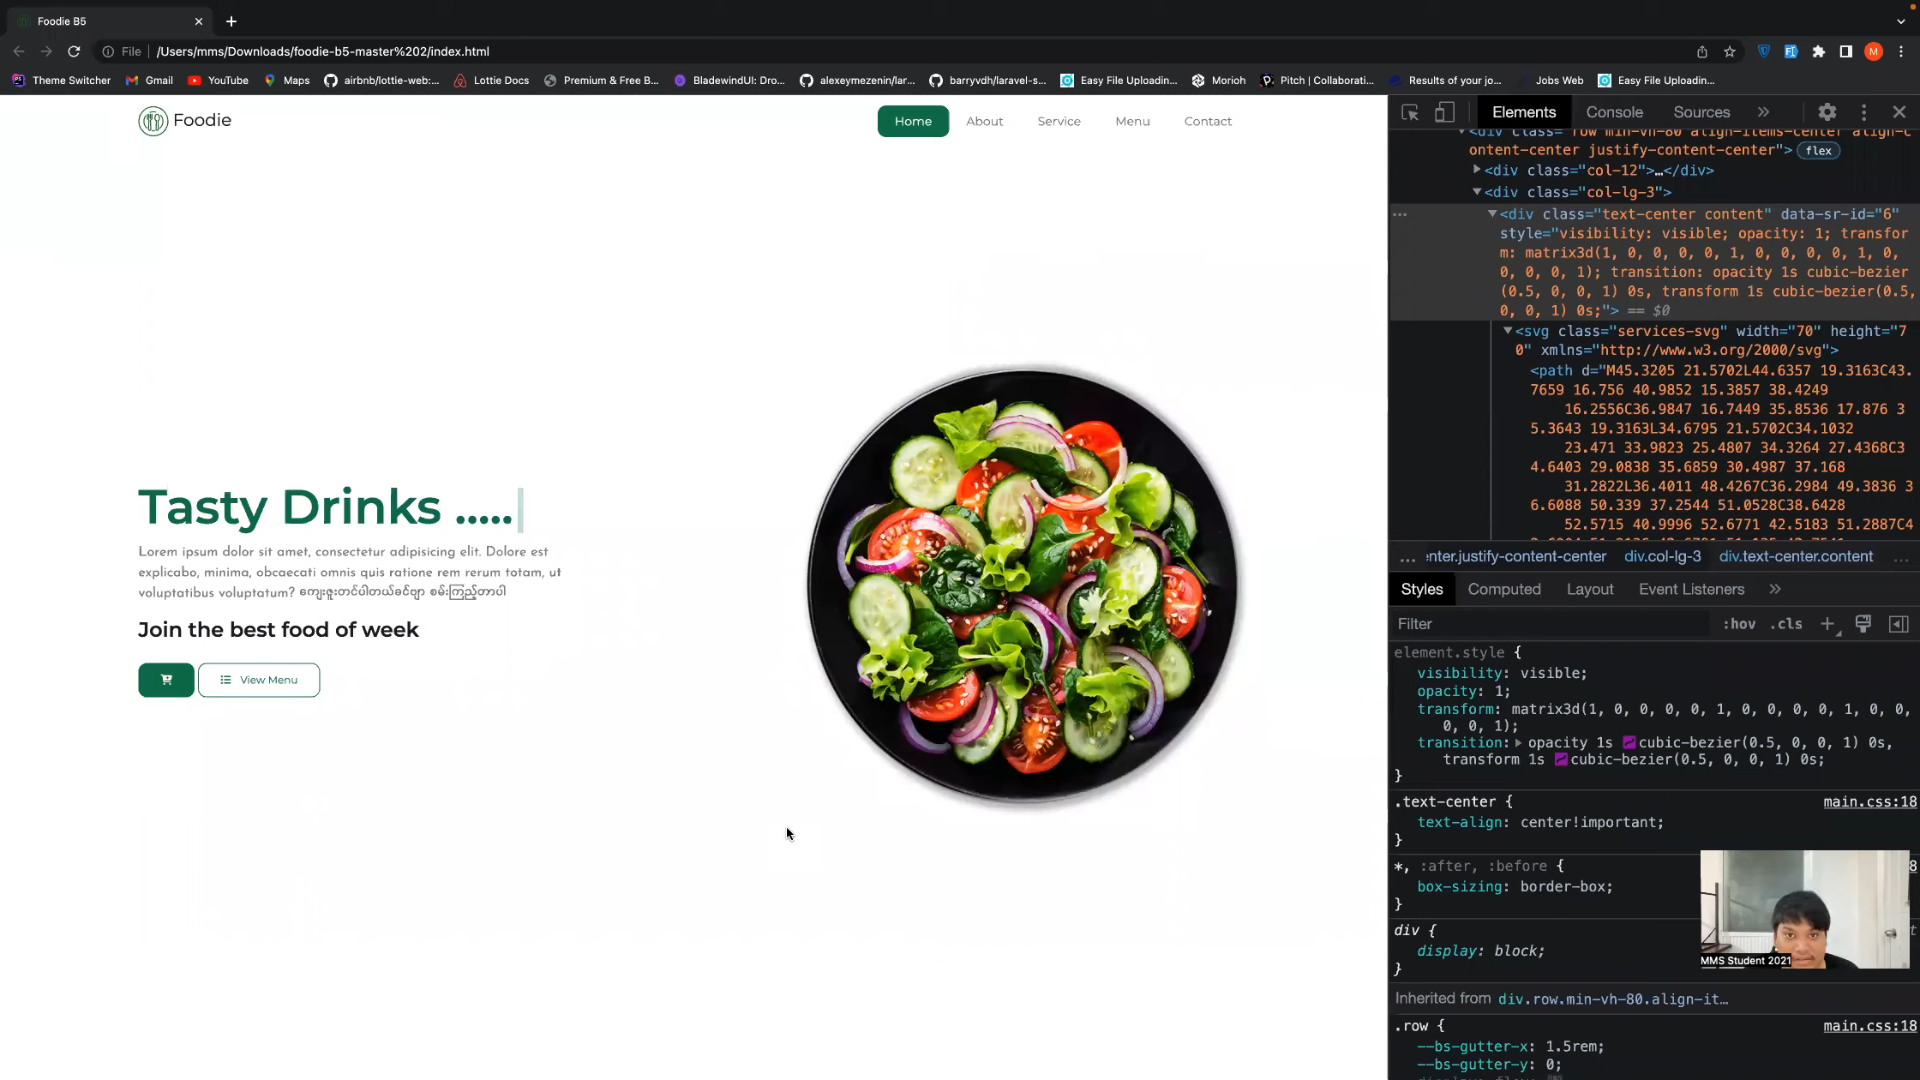 Foodie B5
File
/Users/mms/Downloads/foodie-b5-master%202/index.html
M
Theme Switcher
Gmail
YouTube
Maps
airbnb/lottie-web:...
Lottie Docs
Premium & Free B...
BladewindUI: Dro...
alexeymezenin/lar...
barryvdh/laravel-s...
Easy File Uploadin...
Morioh
Pitch | Collaborati...
Results of your jo...
Jobs Web
Easy File Uploadin...
Foodie
Home
About
Service
Menu
Contact
Tasty Drinks .....
Lorem ipsum dolor sit amet, consectetur adipisicing elit. Dolore est
explicabo, minima, obcaecati omnis quis ratione rem rerum totam, ut
voluptatibus voluptatum? ကျေးဇူးတင်ပါတယ်ခင်ဗျာ စမ်းကြည့်တာပါ
Join the best food of week
View Menu
Elements
Console
Sources
<div class="row min-vh-80 align-items-center align-c
ontent-center justify-content-center"> flex
<div class="col-12">…</div>
<div class="col-lg-3">
<div class="text-center content" data-sr-id="6"
style="visibility: visible; opacity: 1; transfor
m: matrix3d(1, 0, 0, 0, 0, 1, 0, 0, 0, 0, 1, 0,
0, 0, 0, 1); transition: opacity 1s cubic-bezier
(0.5, 0, 0, 1) 0s, transform 1s cubic-bezier(0.5,
0, 0, 1) 0s;"> == $0
<svg class="services-svg" width="70" height="7
0" xmlns="http://www.w3.org/2000/svg">
<path d="M45.3205 21.5702L44.6357 19.3163C43.
7659 16.756 40.9852 15.3857 38.4249
16.2556C36.9847 16.7449 35.8536 17.876 3
5.3643 19.3163L34.6795 21.5702C34.1032
23.471 33.9823 25.4807 34.3264 27.4368C3
4.6403 29.0838 35.6859 30.4987 37.168
31.2822L36.4011 48.4267C36.2984 49.3836 3
6.6088 50.339 37.2544 51.0528C38.6428
52.5715 40.9996 52.6771 42.5183 51.2887C4
... enter.justify-content-center
div.col-lg-3
div.text-center.content
...
Styles
Computed
Layout
Event Listeners
Filter
:hov
.cls
element.style {
visibility: visible;
opacity: 1;
transform: matrix3d(1, 0, 0, 0, 0, 1, 0, 0, 0, 0, 1, 0, 0,
0, 0, 1);
transition: opacity 1s cubic-bezier(0.5, 0, 0, 1) 0s,
transform 1s cubic-bezier(0.5, 0, 0, 1) 0s;
}
.text-center {
main.css:18
text-align: center!important;
}
*, :after, :before {
8
box-sizing: border-box;
}
div {
display: block;
}
MMS Student 2021
Inherited from div.row.min-vh-80.align-it…
.row {
main.css:18
--bs-gutter-x: 1.5rem;
--bs-gutter-y: 0;